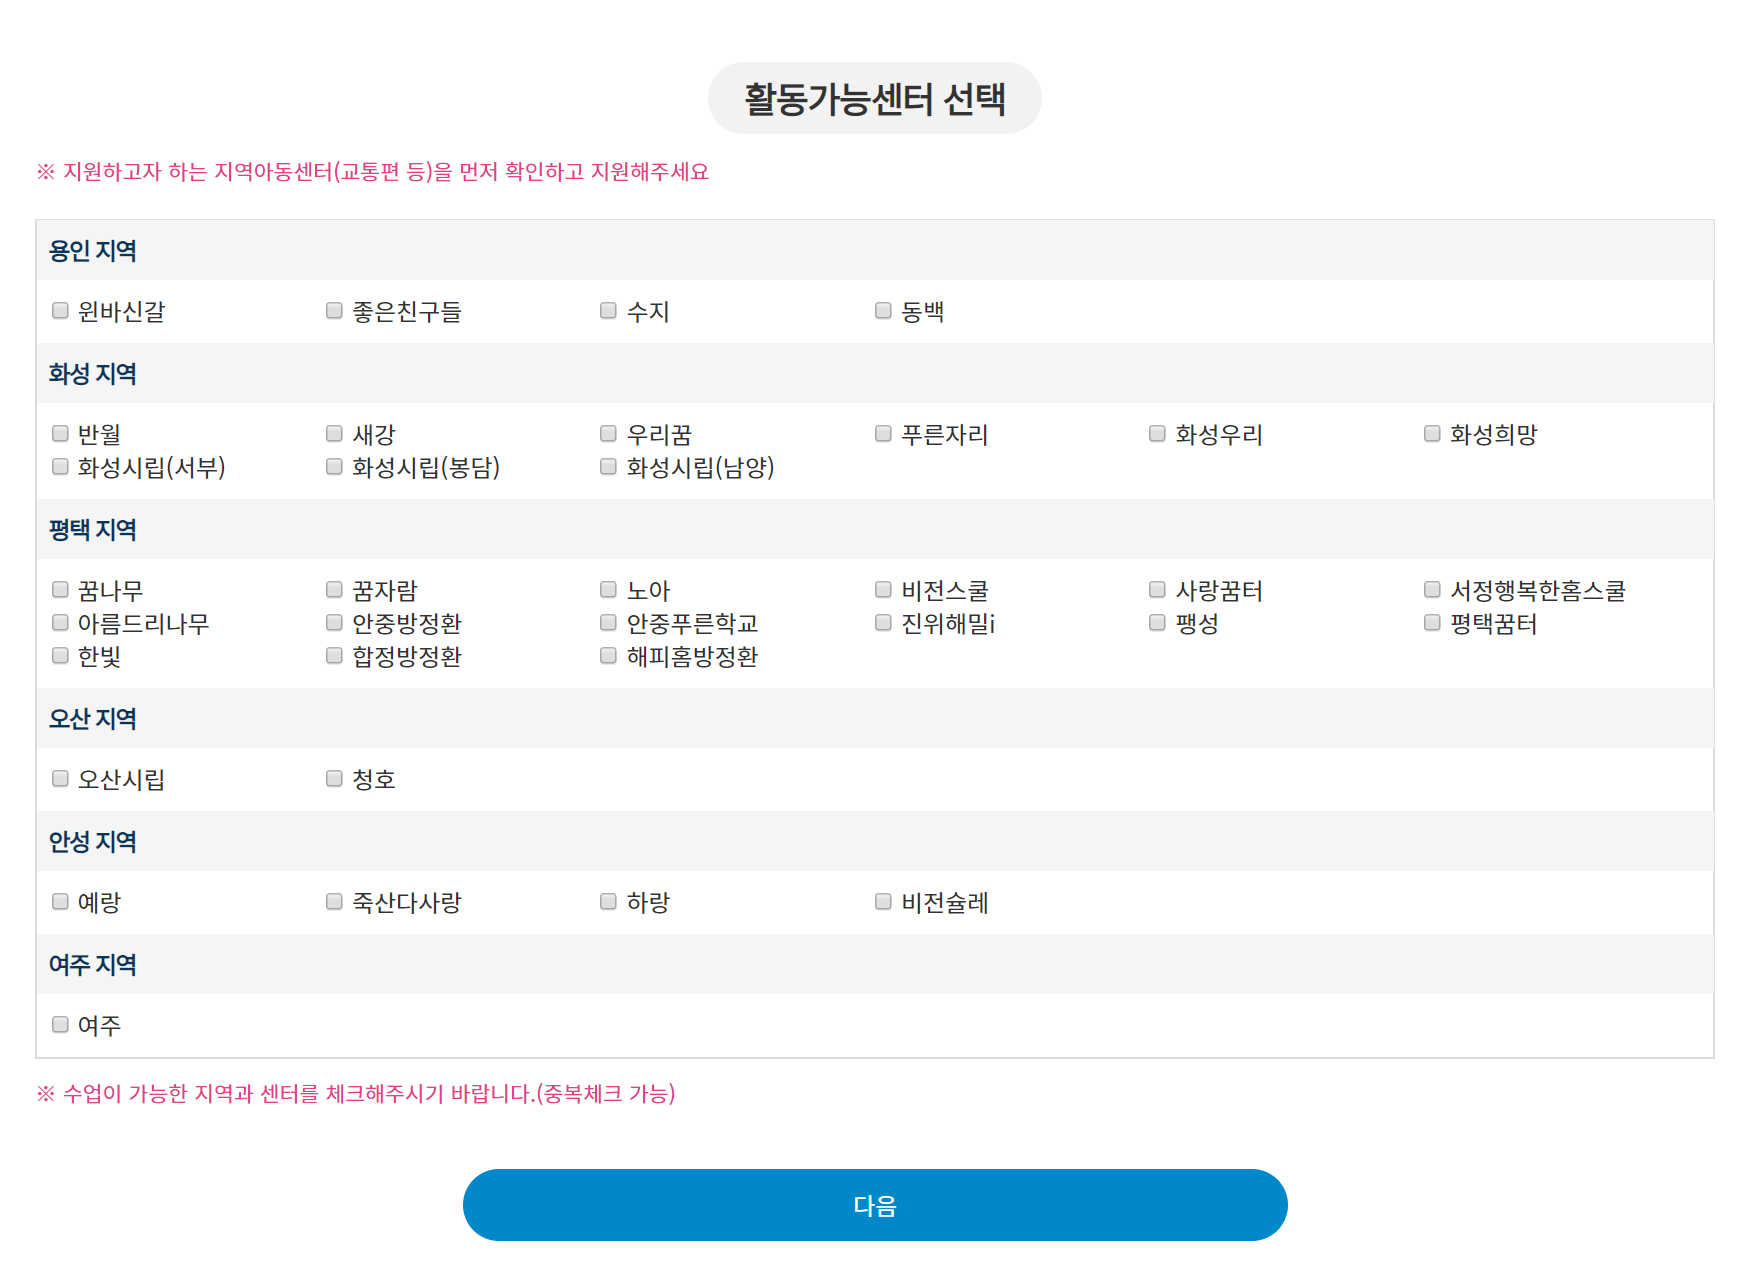 활동가능센터 선택
※ 지원하고자 하는 지역아동센터(교통편 등)을 먼저 확인하고 지원해주세요
용인 지역
윈바신갈 좋은친구들 수지 동백
화성 지역
반월 새강 우리꿈 푸른자리 화성우리 화성희망
화성시립(서부) 화성시립(봉담) 화성시립(남양)
평택 지역
꿈나무 꿈자람 노아 비전스쿨 사랑꿈터 서정행복한홈스쿨
아름드리나무 안중방정환 안중푸른학교 진위해밀i 팽성 평택꿈터
한빛 합정방정환 해피홈방정환
오산 지역
오산시립 청호
안성 지역
예랑 죽산다사랑 하랑 비전슐레
여주 지역
여주
※ 수업이 가능한 지역과 센터를 체크해주시기 바랍니다.(중복체크 가능)
다음